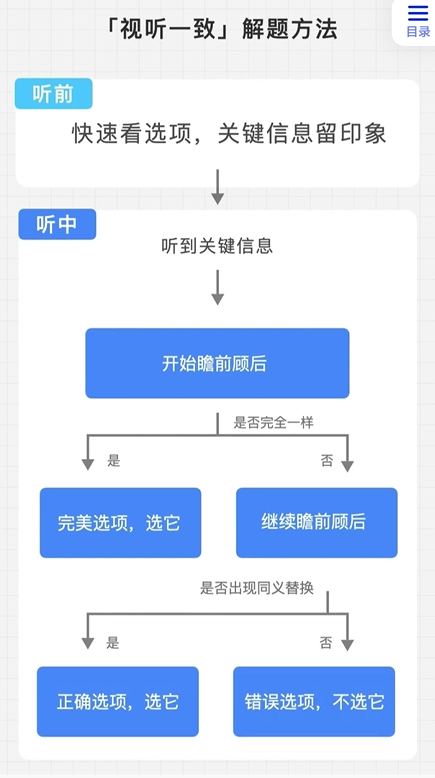 「视听一致」解题方法
目录
听前
快速看选项，关键信息留印象
听中
听到关键信息
开始瞻前顾后
是否完全一样
是
否
完美选项，选它
继续瞻前顾后
是否出现同义替换
是
否
正确选项，选它
错误选项，不选它